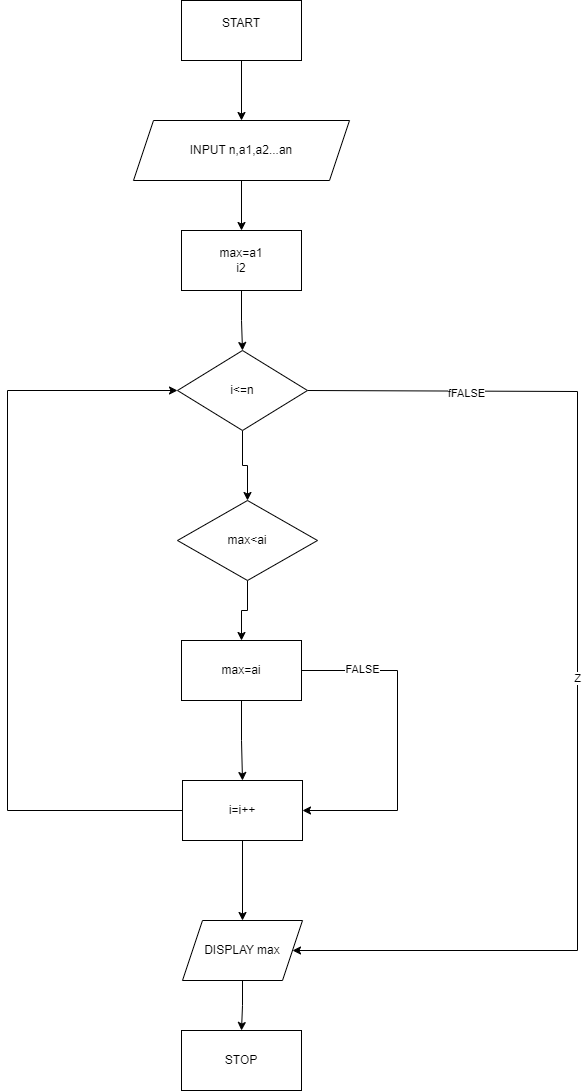 START
INPUT n,a1,a2...an
max=a1
i2
i<=n
fFALSE
max<ai
max=ai
FALSE
Z
i=i++
DISPLAY max
STOP